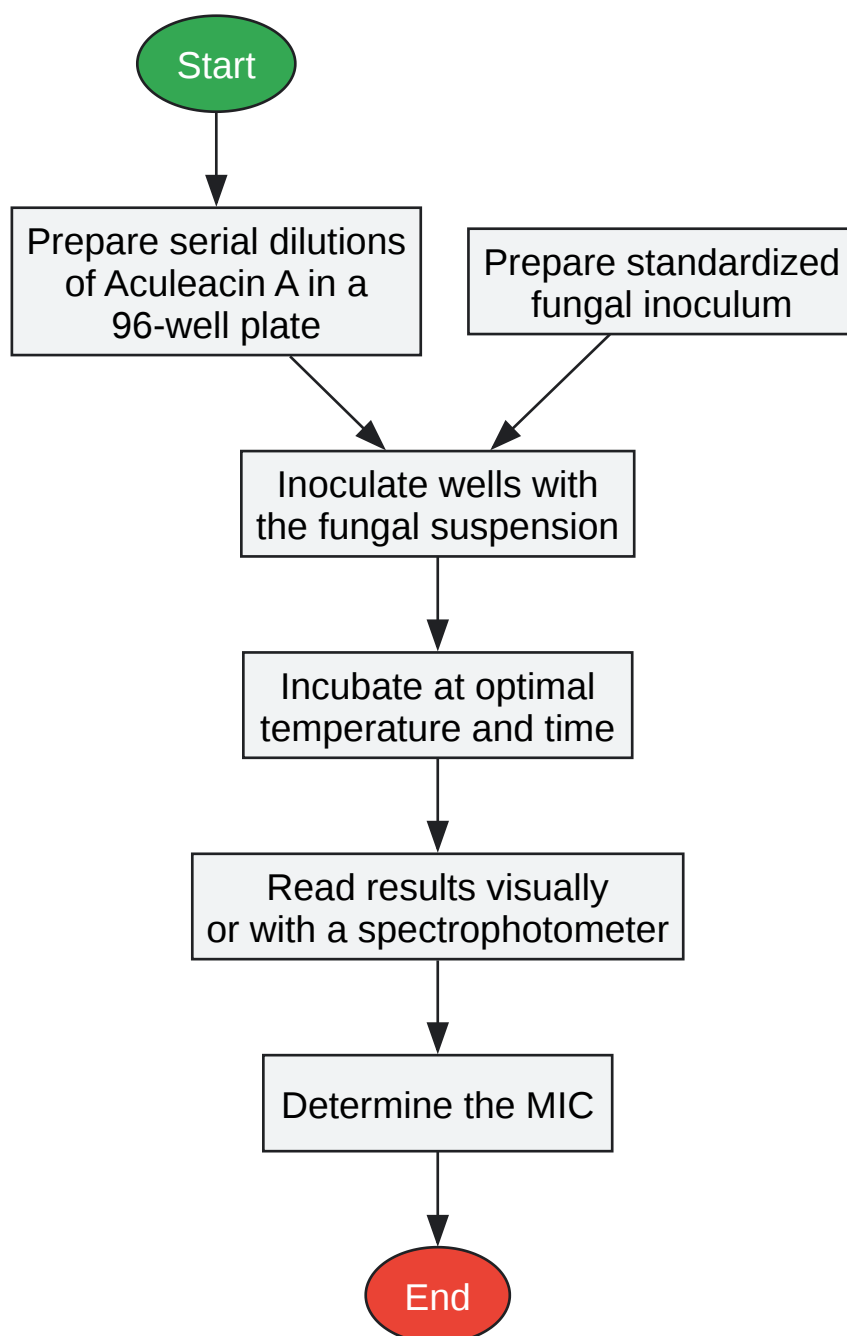 Start
Prepare serial dilutions
of Aculeacin A in a
96-well plate
Prepare standardized
fungal inoculum
Inoculate wells with
the fungal suspension
Incubate at optimal
temperature and time
Read results visually
or with a spectrophotometer
Determine the MIC
End